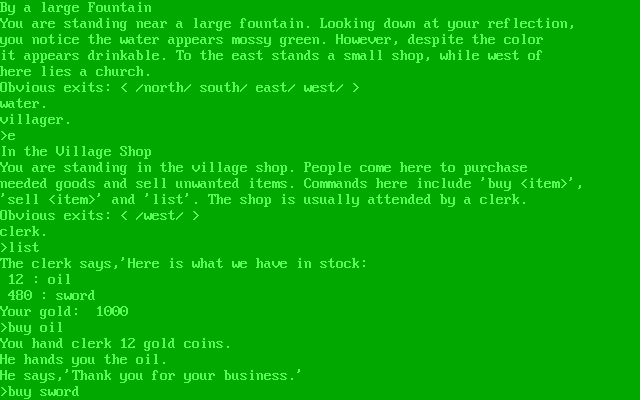 By a large Fountain
You are standing near a large fountain. Looking down at your reflection,
you notice the water appears mossy green. However, despite the color
it appears drinkable. To the east stands a small shop, while west of
here lies a church.
Obvious exits: < /north/ south/ east/ west/ >
water.
villager.
>e
In the Village Shop
You are standing in the village shop. People come here to purchase
needed goods and sell unwanted items. Commands here include 'buy <item>',
'sell <item>' and 'list'. The shop is usually attended by a clerk.
Obvious exits: < /west/ >
clerk.
>list
The clerk says,'Here is what we have in stock:
12 : oil
480 : sword
Your gold:  1000
>buy oil
You hand clerk 12 gold coins.
He hands you the oil.
He says,'Thank you for your business.'
>buy sword